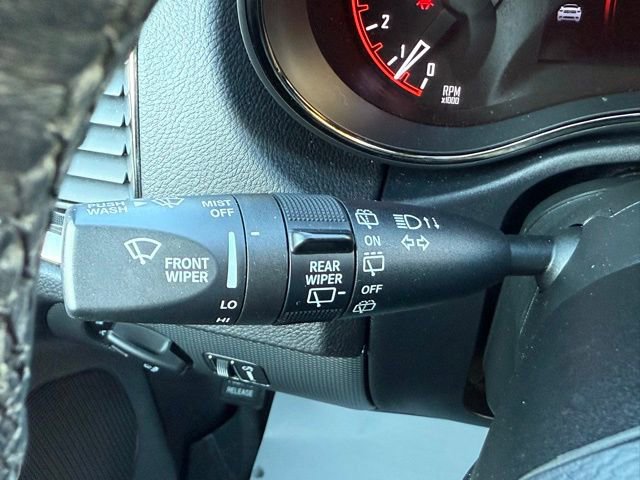 2
1
0
RPM
x1000
PUSH
WASH
MIST
OFF
FRONT
WIPER
LO
HI
REAR
WIPER
ON
OFF
RELEASE